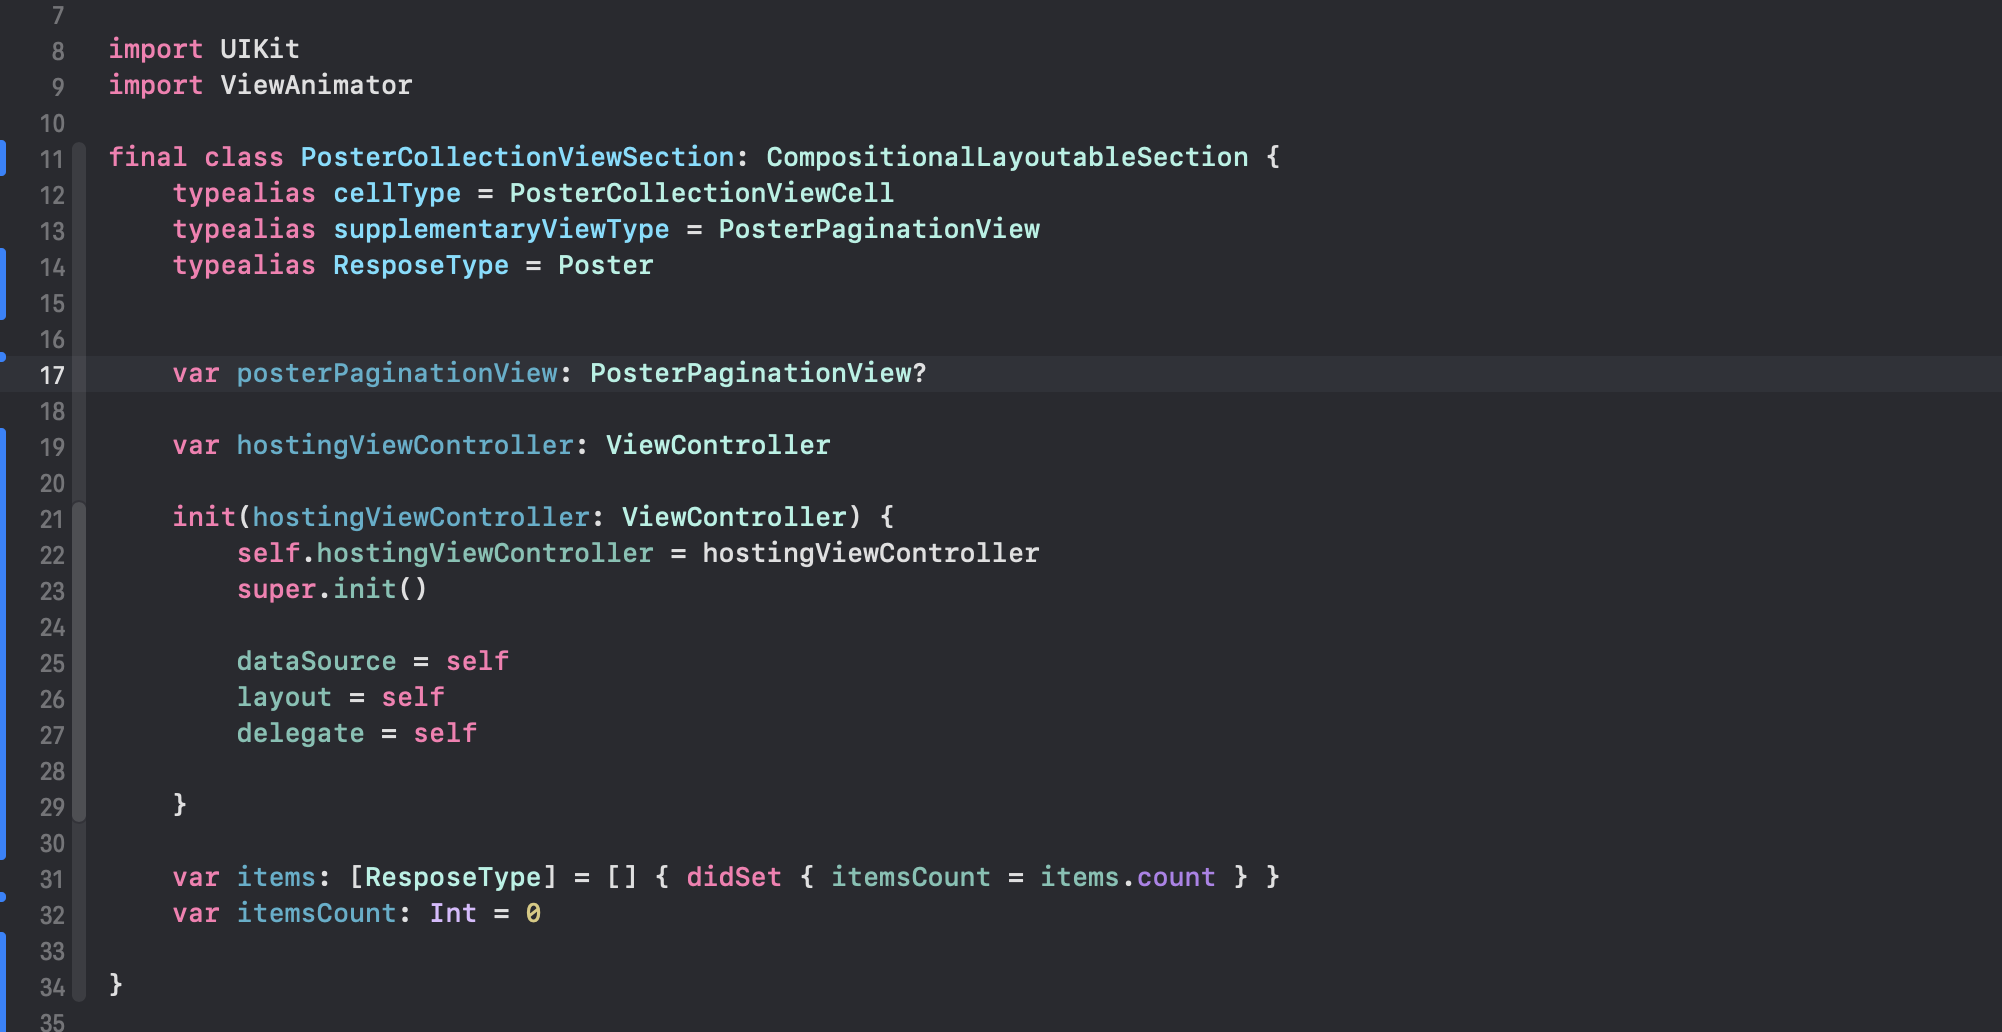 7
8 import UIKit
9 import ViewAnimator
10
11 final class PosterCollectionViewSection: CompositionalLayoutableSection {
12 typealias cellType = PosterCollectionViewCell
13 typealias supplementaryViewType = PosterPaginationView
14 typealias ResposeType = Poster
15
16
17 var posterPaginationView: PosterPaginationView?
18
19 var hostingViewController: ViewController
20
21 init(hostingViewController: ViewController) {
22 self.hostingViewController = hostingViewController
23 super.init()
24
25 dataSource = self
26 layout = self
27 delegate = self
28
29 }
30
31 var items: [ResposeType] = [] { didSet { itemsCount = items.count } }
32 var itemsCount: Int = 0
33
34 }
35